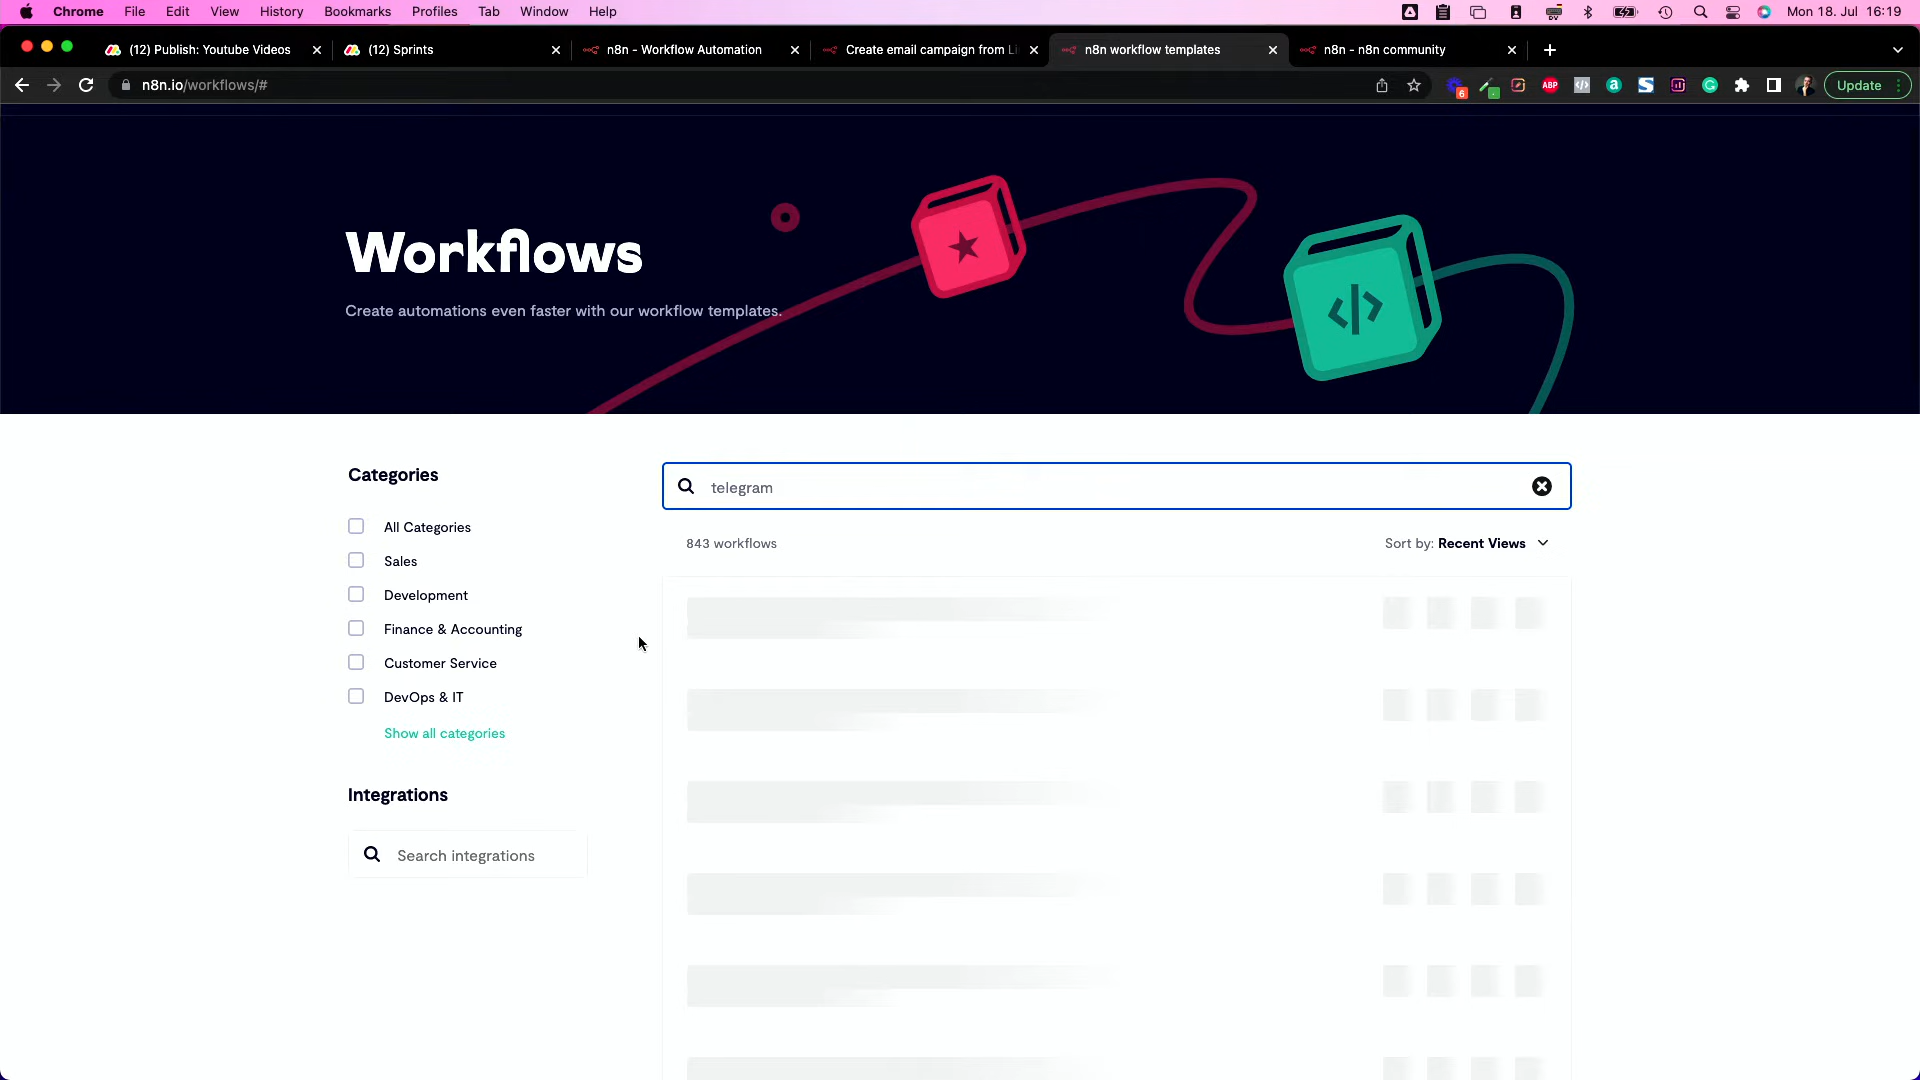 Chrome File Edit View History Bookmarks Profiles Tab Window Help Mon 18. Jul 16:19
(12) Publish: Youtube Videos (12) Sprints n8n - Workflow Automation Create email campaign from Li n8n workflow templates n8n - n8n community
n8n.io/workflows/# 6 ABP Update
Workflows
Create automations even faster with our workflow templates.
Categories
telegram
All Categories
843 workflows Sort by: Recent Views
Sales
Development
Finance & Accounting
Customer Service
DevOps & IT
Show all categories
Integrations
Search integrations